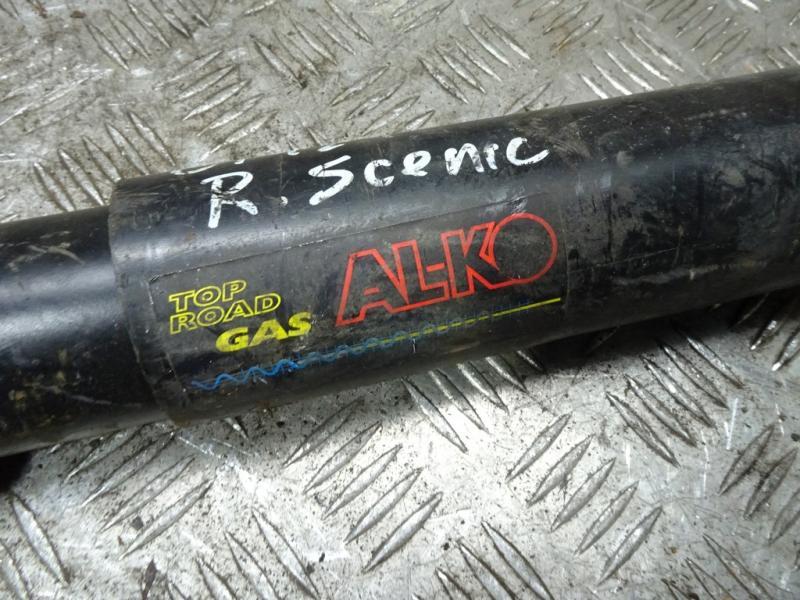 R. Scenic
AL-KO
TOP
ROAD
GAS